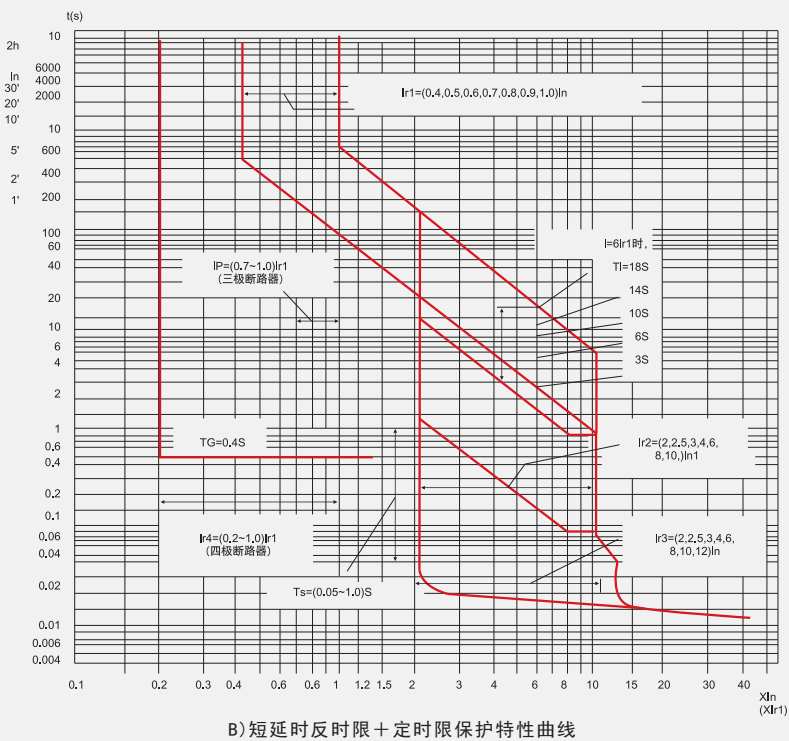 t(s)
10
2h
6000
ln
4000
30'
2000
20'
10'
10
5'
600
2'
400
1'
200
100
60
40
20
10
6
4
2
1
0.6
0.4
0.2
0.1
0.06
0.04
0.02
0.01
0.006
0.004
Ir1=(0.4,0.5,0.6,0.7,0.8,0.9,1.0)ln
I=6Ir1时,
TI=18S
14S
10S
6S
3S
IP=(0.7~1.0)Ir1
(三极断路器)
TG=0.4S
Ir2=(2,2.5,3,4,6,
8,10,)ln1
Ir4=(0.2~1.0)Ir1
(四极断路器)
Ir3=(2,2.5,3,4,6,
8,10,12)ln
Ts=(0.05~1.0)S
0.1 0.2 0.3 0.4 0.6 0.8 1 1.2 1.5 2 3 4 5 6 8 10 15 20 30 40
XIn
(XIr1)
B)短延时反时限+定时限保护特性曲线